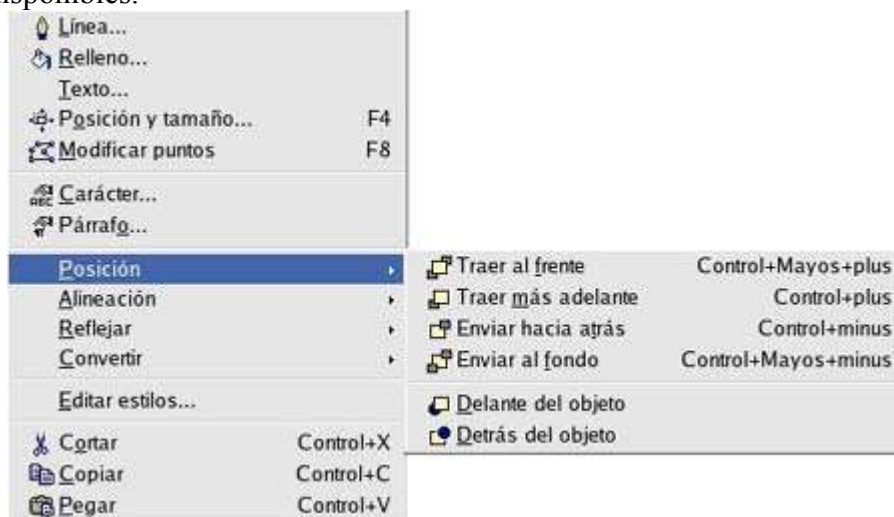 disponibles.
Línea...
Relleno...
Texto...
Posición y tamaño... F4
Modificar puntos F8
Carácter...
Párrafo...
Posición
Alineación
Reflejar
Convertir
Editar estilos...
Cortar Control+X
Copiar Control+C
Pegar Control+V
Traer al frente Control+Mayos+plus
Traer más adelante Control+plus
Enviar hacia atrás Control+minus
Enviar al fondo Control+Mayos+minus
Delante del objeto
Detrás del objeto